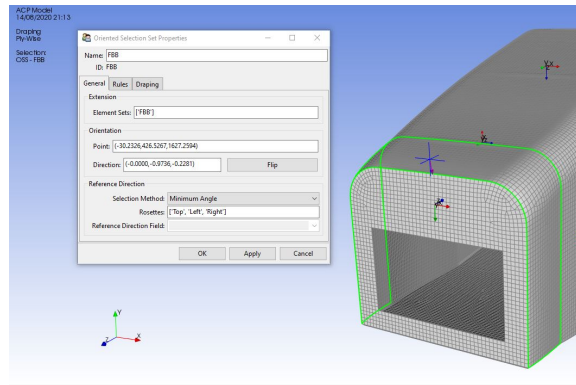 ACP Model
14/08/2020 21:13
Draping
Ply-Wise
Selection:
OSS - FBB
Oriented Selection Set Properties
Name: FBB
ID: FBB
General Rules Draping
Extension
Element Sets: ['FBB']
Orientation
Point: (-30.2326,426.5267,1627.2594)
Direction: (-0.0000,-0.9736,-0.2281) Flip
Reference Direction
Selection Method: Minimum Angle
Rosettes: ['Top', 'Left', 'Right']
Reference Direction Field:
OK Apply Cancel
Y
Z X